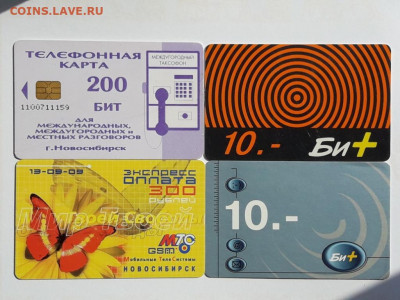 COINS.LAVE.RU
ТЕЛЕФОННАЯ
КАРТА
МЕЖДУГОРОДНЫЙ
ТАКСОФОН
200
БИТ
1100711159
ДЛЯ
МЕЖДУНАРОДНЫХ,
МЕЖДУГОРОДНЫХ и
МЕСТНЫХ РАЗГОВОРОВ
г.Новосибирск
10.- Би+
13-09-09
ЭКСПРЕСС
ОПЛАТА
300
рублей
МТС
GSM
Мобильные ТелеСистемы
НОВОСИБИРСК
10.-
Би+